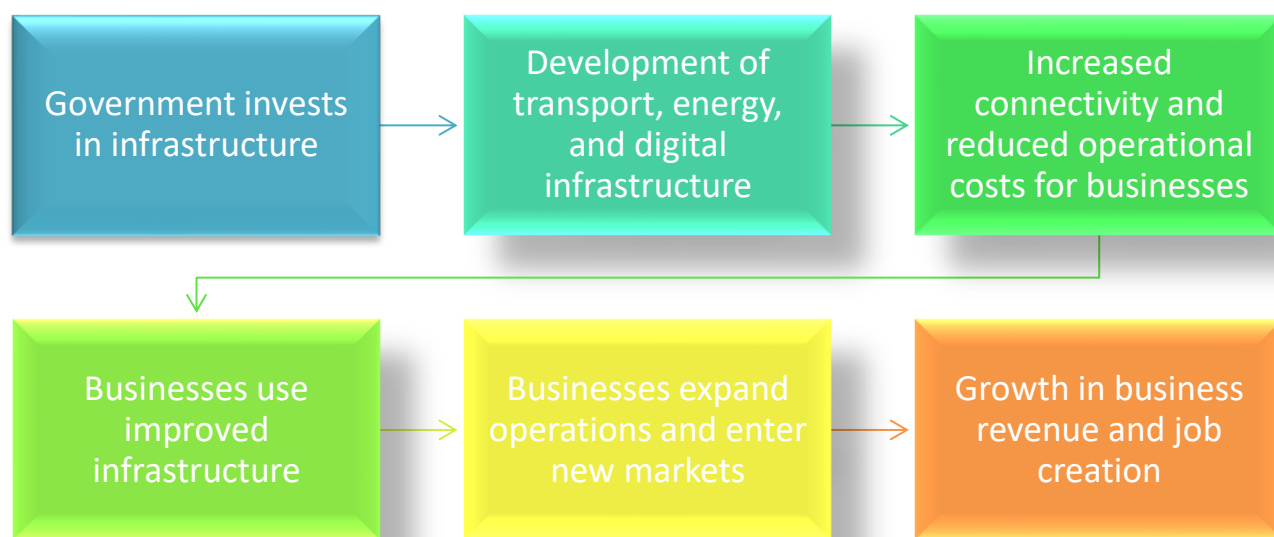 Government invests
in infrastructure
Development of
transport, energy,
and digital
infrastructure
Increased
connectivity and
reduced operational
costs for businesses
Businesses use
improved
infrastructure
Businesses expand
operations and enter
new markets
Growth in business
revenue and job
creation